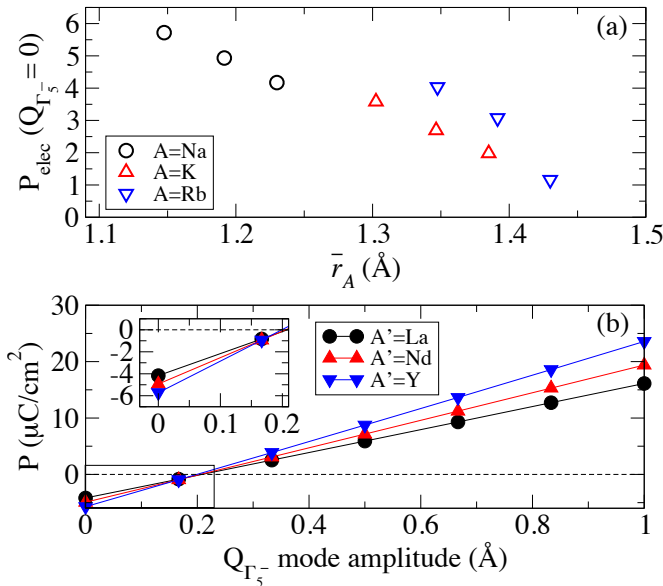 (a)
P_elec (Q_Γ5^- = 0)
6
5
4
3
2
1
0
A=Na
A=K
A=Rb
1.1 1.2 1.3 1.4 1.5
r̄_A (Å)
(b)
P (μC/cm²)
30
20
10
0
0
-2
-4
-6
0 0.1 0.2
A'=La
A'=Nd
A'=Y
0 0.2 0.4 0.6 0.8 1
Q_Γ5^- mode amplitude (Å)